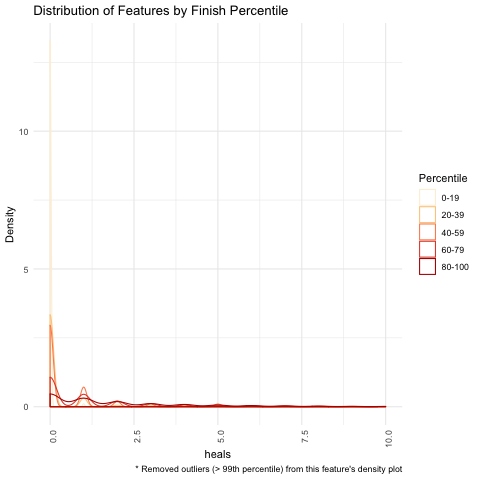 Distribution of Features by Finish Percentile
Density
10
5
0
0.0
2.5
5.0
7.5
10.0
heals
* Removed outliers (> 99th percentile) from this feature's density plot
Percentile
0-19
20-39
40-59
60-79
80-100